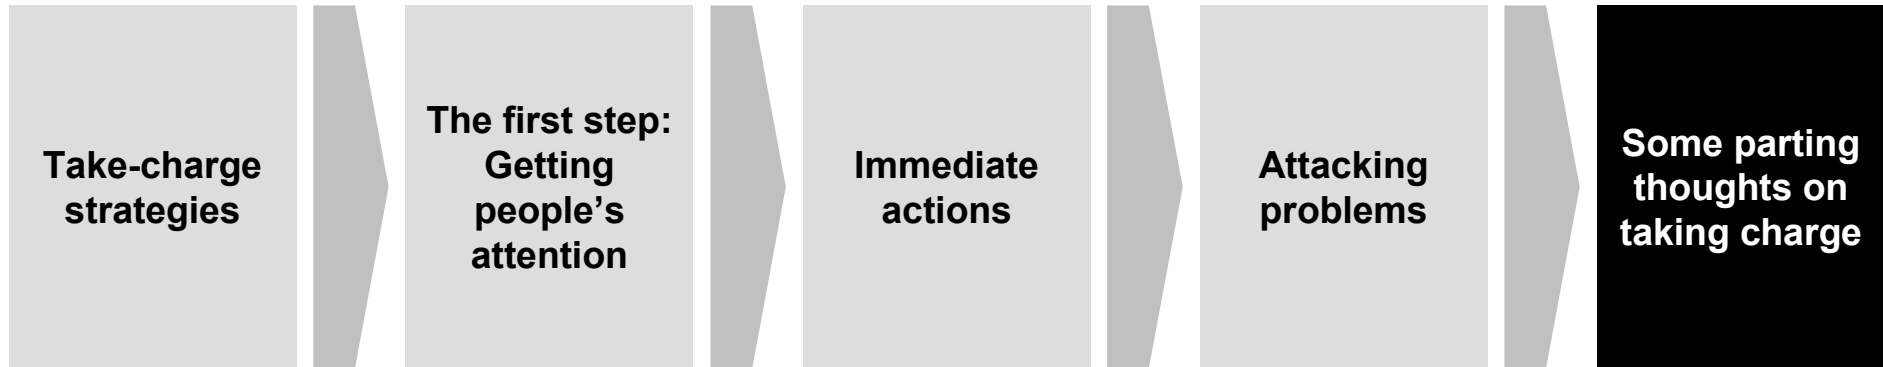 Take-charge
strategies
The first step:
Getting
people’s
attention
Immediate
actions
Attacking
problems
Some parting
thoughts on
taking charge